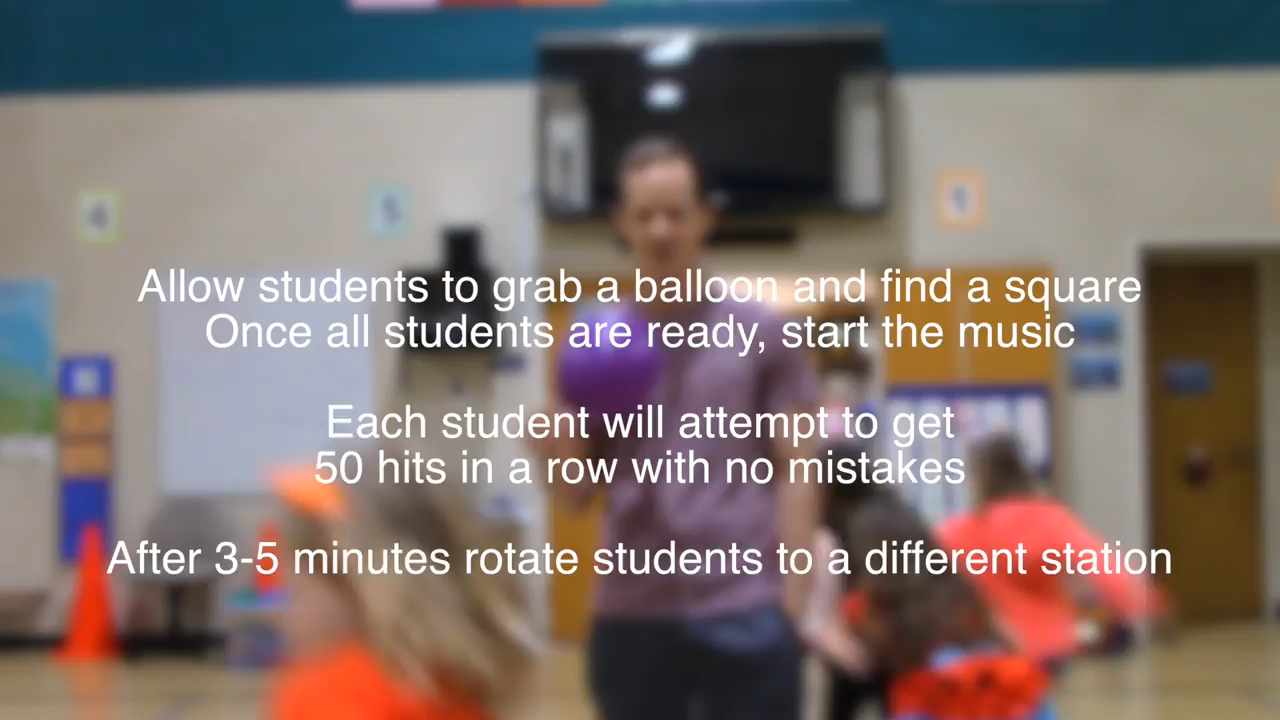 4
5
Allow students to grab a balloon and find a square
Once all students are ready, start the music
Each student will attempt to get
50 hits in a row with no mistakes
After 3-5 minutes rotate students to a different station